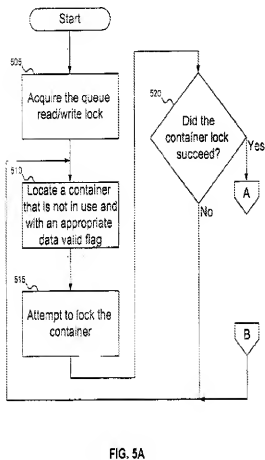 Start
505
Acquire the queue
read/write lock
510
Locate a container
that is not in use and
with an appropriate
data valid flag
515
Attempt to lock the
container
520
Did the
container lock
succeed?
Yes
A
No
B
FIG. 5A